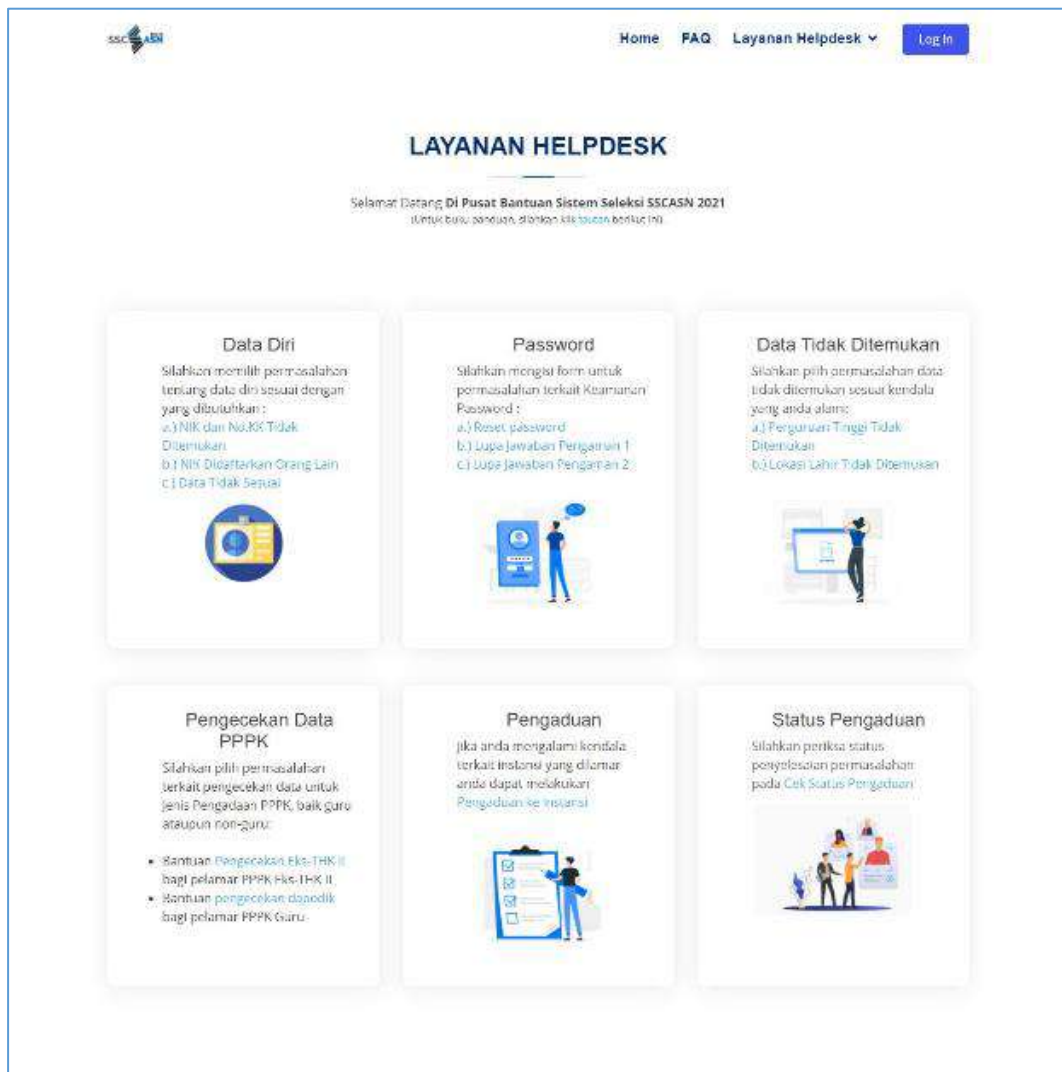 SSC ASN
Home FAQ Layanan Helpdesk
Log In
LAYANAN HELPDESK
Selamat Datang Di Pusat Bantuan Sistem Seleksi SSCASN 2021
(Untuk buku panduan, silahkan klik tautan berikut ini)
Data Diri
Silahkan memilih permasalahan
tentang data diri sesuai dengan
yang dibutuhkan :
a.) NIK dan No.KK Tidak
Ditemukan
b.) NIK Didaftarkan Orang Lain
c.) Data Tidak Sesuai
Password
Silahkan mengisi form untuk
permasalahan terkait Keamanan
Password :
a.) Reset password
b.) Lupa Jawaban Pengaman 1
c.) Lupa Jawaban Pengaman 2
Data Tidak Ditemukan
Silahkan pilih permasalahan data
tidak ditemukan sesuai kendala
yang anda alami:
a.) Perguruan Tinggi Tidak
Ditemukan
b.) Lokasi Lahir Tidak Ditemukan
Pengecekan Data
PPPK
Silahkan pilih permasalahan
terkait pengecekan data untuk
Jenis Pengadaan PPPK, baik guru
ataupun non-guru:
• Bantuan Pengecekan Eks-THK II
bagi pelamar PPPK Eks-THK II
• Bantuan pengecekan dapodik
bagi pelamar PPPK Guru
Pengaduan
Jika anda mengalami kendala
terkait instansi yang dilamar
anda dapat melakukan
Pengaduan ke Instansi
Status Pengaduan
Silahkan periksa status
penyelesaian permasalahan
pada Cek Status Pengaduan